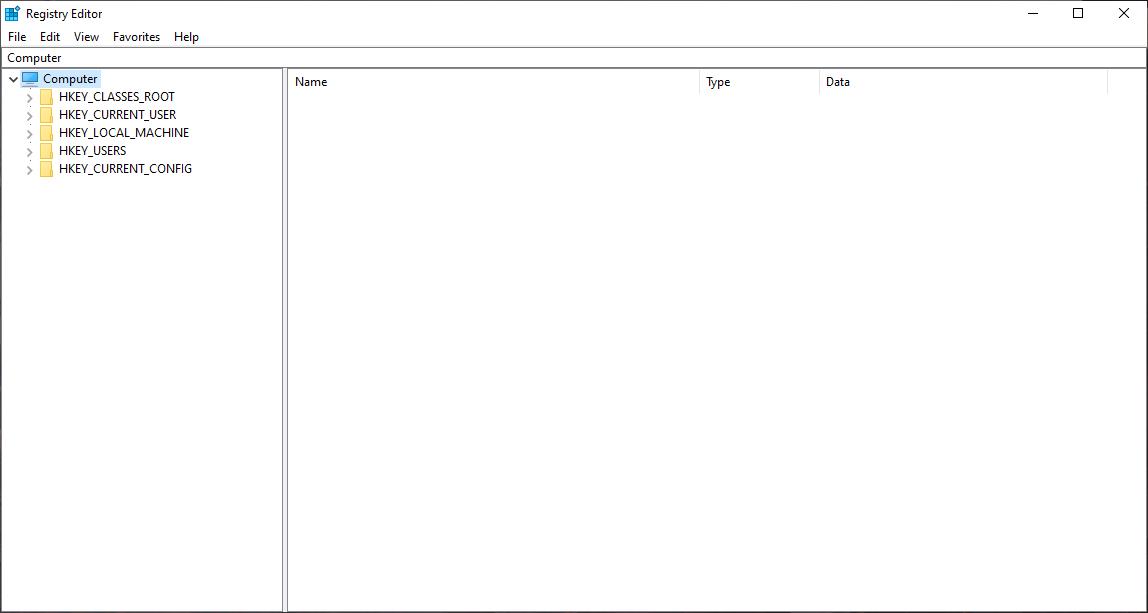 Registry Editor
File Edit View Favorites Help
Computer
Computer
HKEY_CLASSES_ROOT
HKEY_CURRENT_USER
HKEY_LOCAL_MACHINE
HKEY_USERS
HKEY_CURRENT_CONFIG
Name Type Data